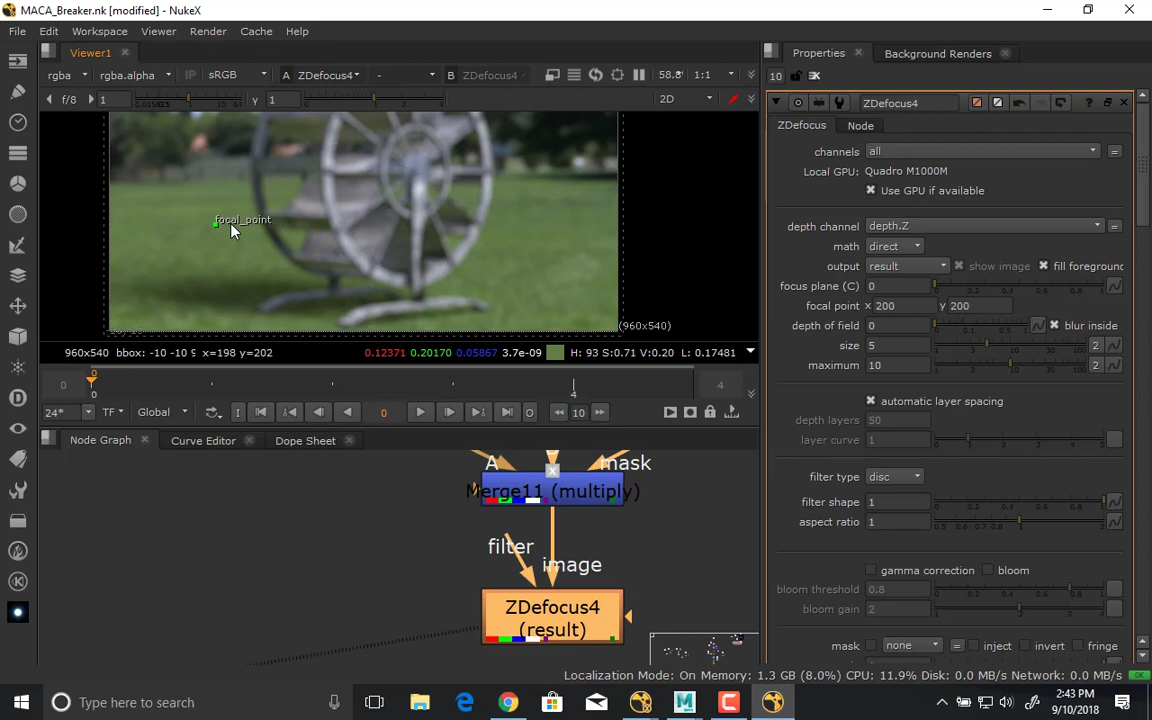 MACA_Breaker.nk [modified] - NukeX
File Edit Workspace Viewer Render Cache Help
Viewer1
rgba rgba.alpha IP sRGB A ZDefocus4 - B ZDefocus4 58.8 1:1
f/8 1 y 1 2D
focal_point
(960x540)
960x540 bbox: -10 -10 9 x=198 y=202 0.12371 0.20170 0.05867 3.7e-09 H: 93 S:0.71 V:0.20 L: 0.17481
0 0 4
0 4
24* TF Global 0 10
Node Graph Curve Editor Dope Sheet
A mask
Merge11 (multiply)
filter
image
ZDefocus4
(result)
Properties Background Renders
10
ZDefocus4
ZDefocus Node
channels all
Local GPU: Quadro M1000M
Use GPU if available
depth channel depth.Z
math direct
output result show image fill foreground
focus plane (C) 0
focal point x 200 y 200
depth of field 0 blur inside
size 5 2
maximum 10 2
automatic layer spacing
depth layers 50
layer curve 1
filter type disc
filter shape 1
aspect ratio 1
gamma correction bloom
bloom threshold 0.8
bloom gain 2
mask none inject invert fringe
Localization Mode: On Memory: 1.3 GB (8.0%) CPU: 11.9% Disk: 0.0 MB/s Network: 0.0 MB/s OK
Type here to search
2:43 PM
9/10/2018